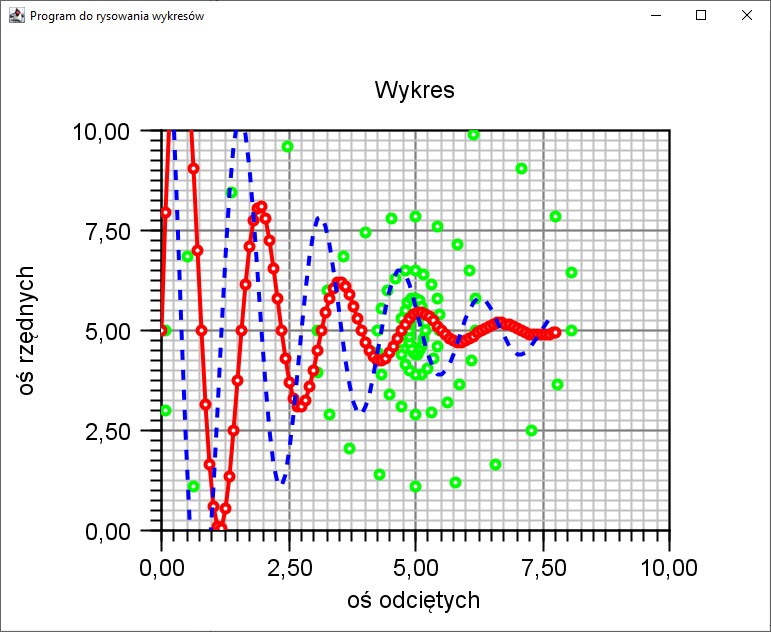 Program do rysowania wykresów
Wykres
10,00
7,50
5,00
2,50
0,00
oś rzędnych
0,00 2,50 5,00 7,50 10,00
oś odciętych